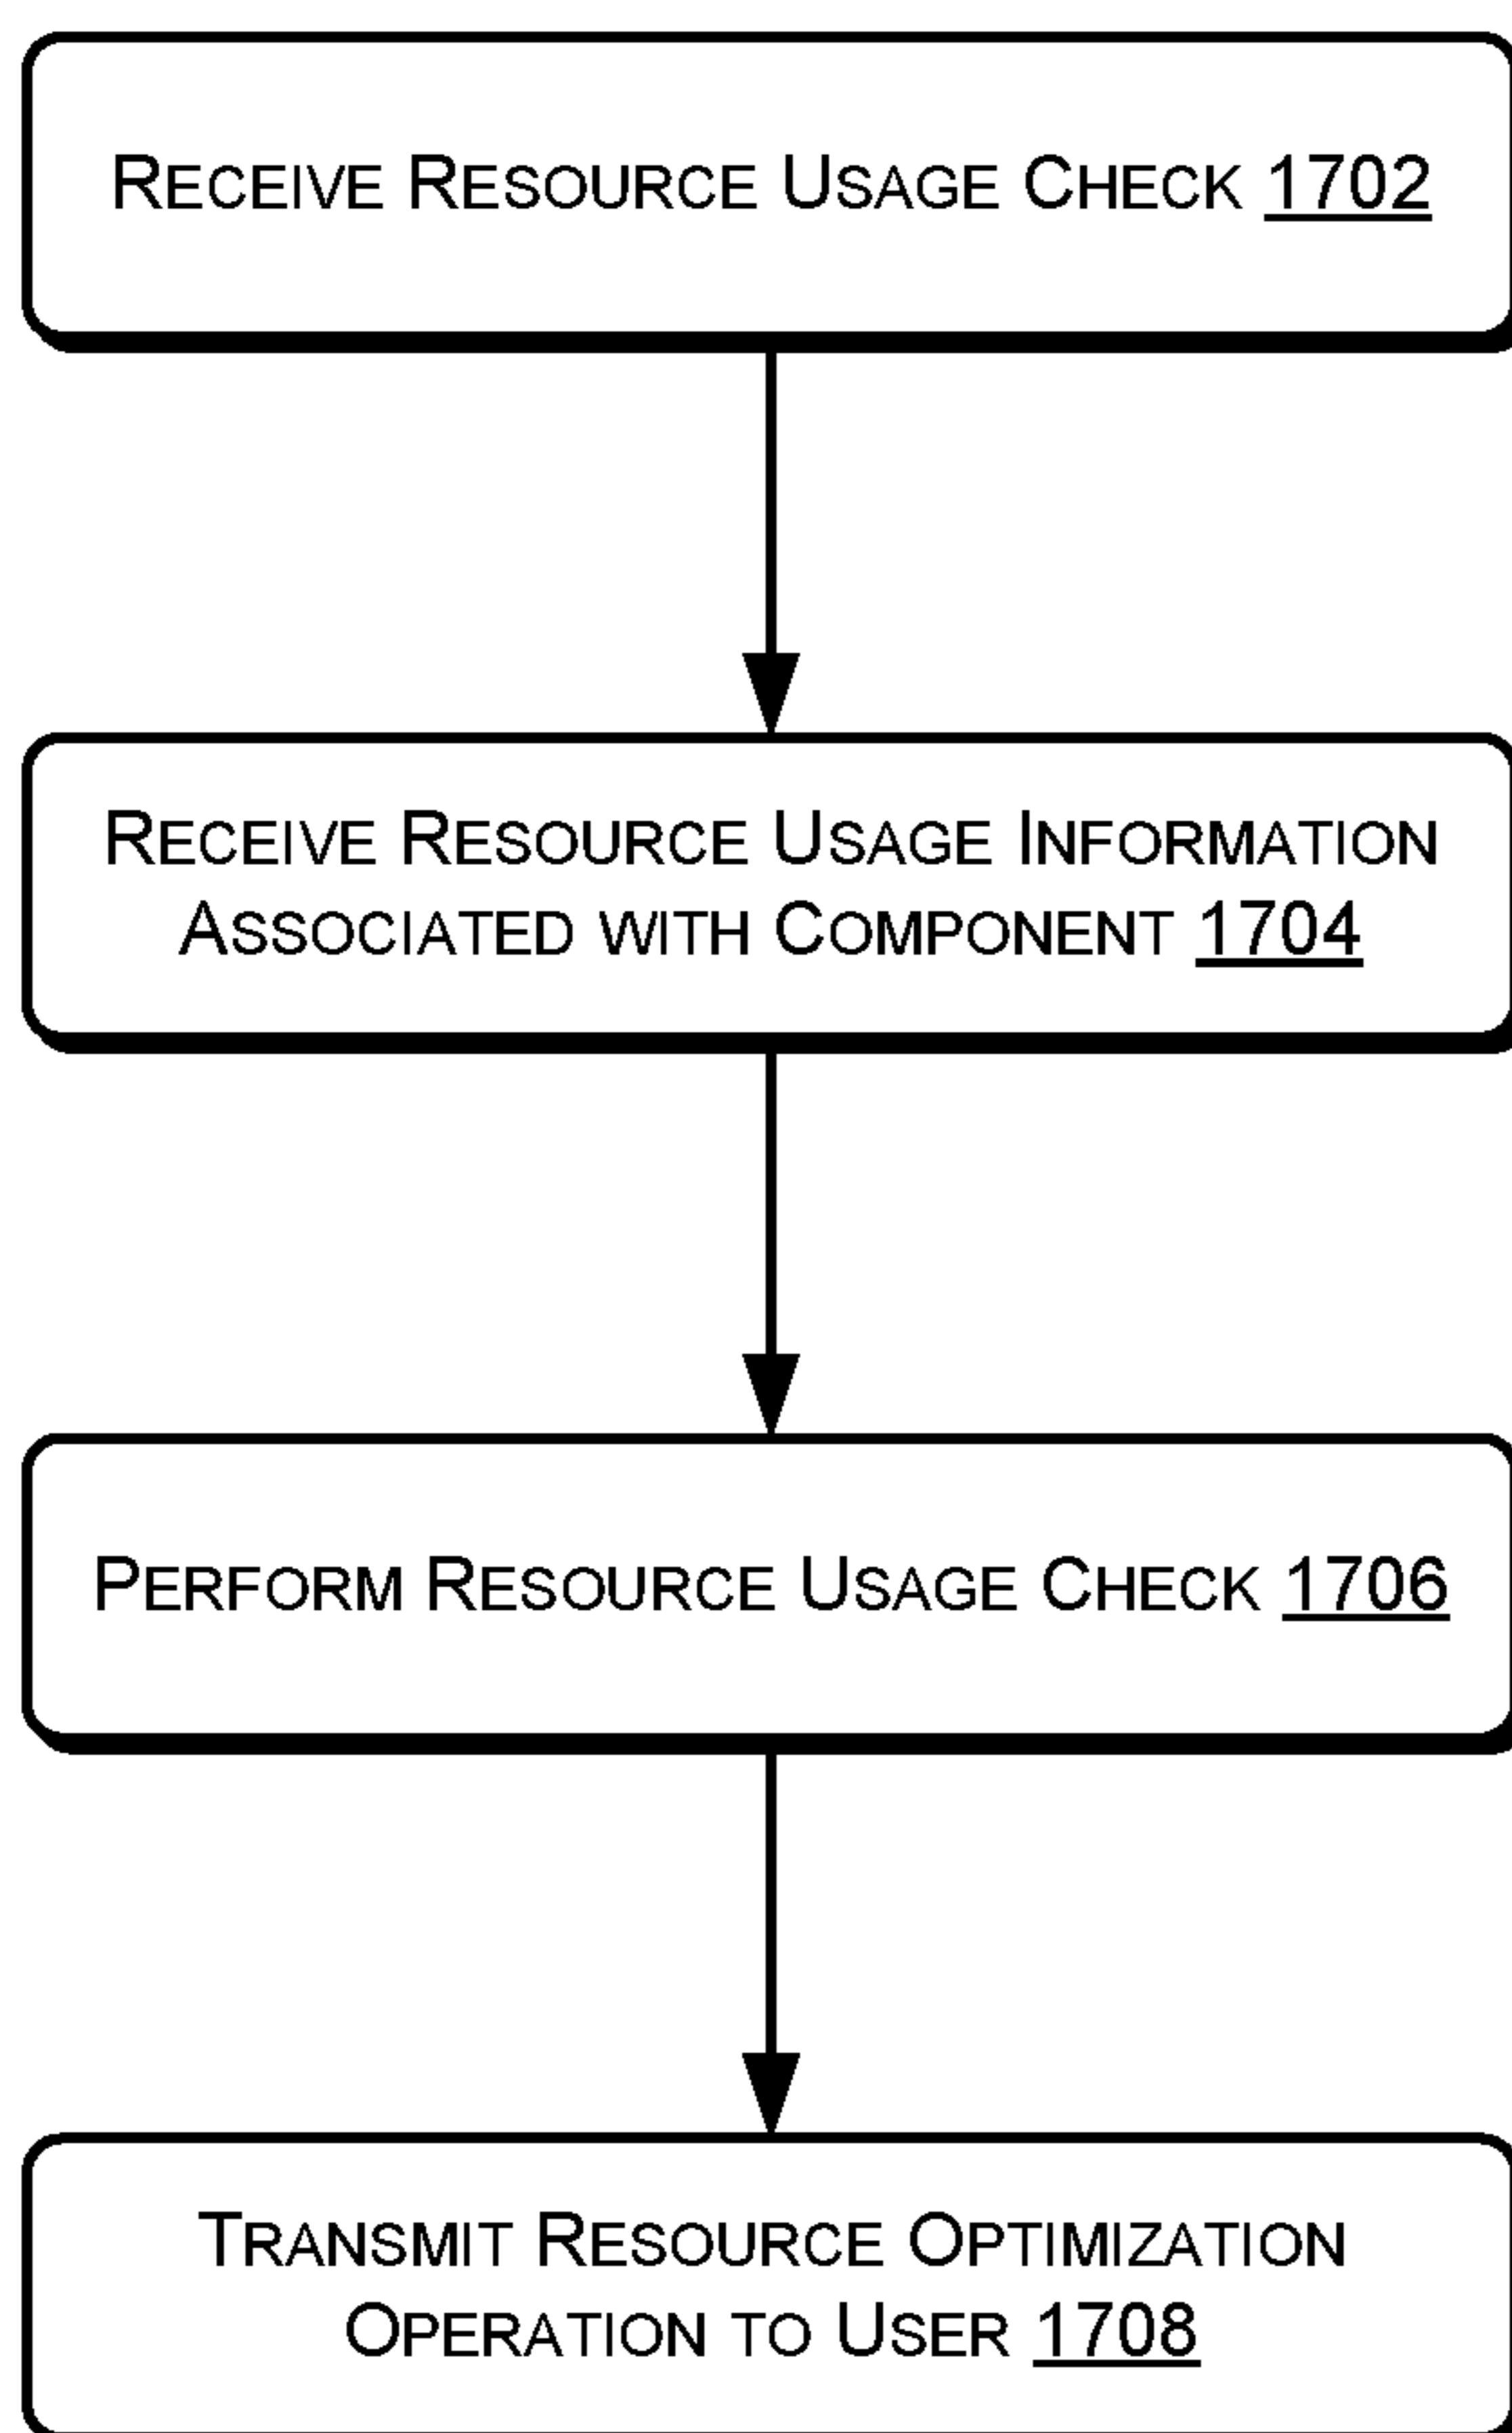 RECEIVE RESOURCE USAGE CHECK 1702
RECEIVE RESOURCE USAGE INFORMATION
ASSOCIATED WITH COMPONENT 1704
PERFORM RESOURCE USAGE CHECK 1706
TRANSMIT RESOURCE OPTIMIZATION
OPERATION TO USER 1708